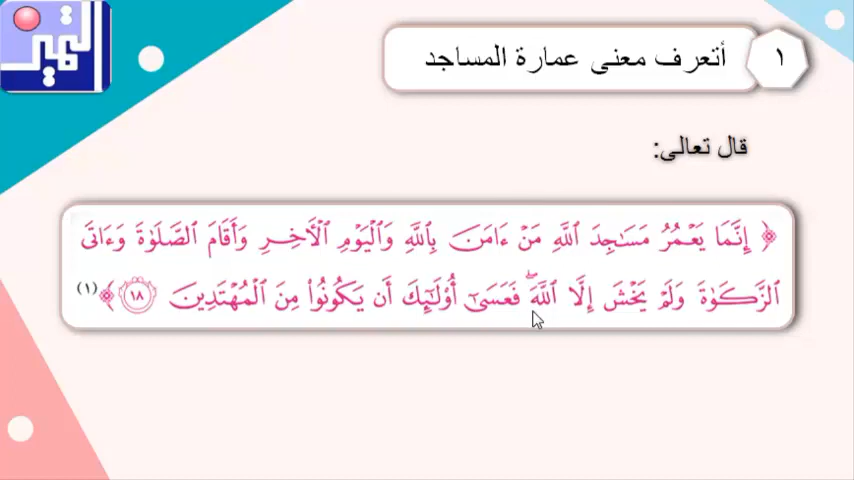 التميز
١
أتعرف معنى عمارة المساجد
قال تعالى:
﴿ إِنَّمَا يَعْمُرُ مَسَٰجِدَ ٱللَّهِ مَنْ ءَامَنَ بِٱللَّهِ وَٱلْيَوْمِ ٱلْأَخِرِ وَأَقَامَ ٱلصَّلَوٰةَ وَءَاتَى
ٱلزَّكَوٰةَ وَلَمْ يَخْشَ إِلَّا ٱللَّهَ ۖ فَعَسَىٰٓ أُو۟لَٰٓئِكَ أَن يَكُونُوا۟ مِنَ ٱلْمُهْتَدِينَ ١٨ ﴾ (١)